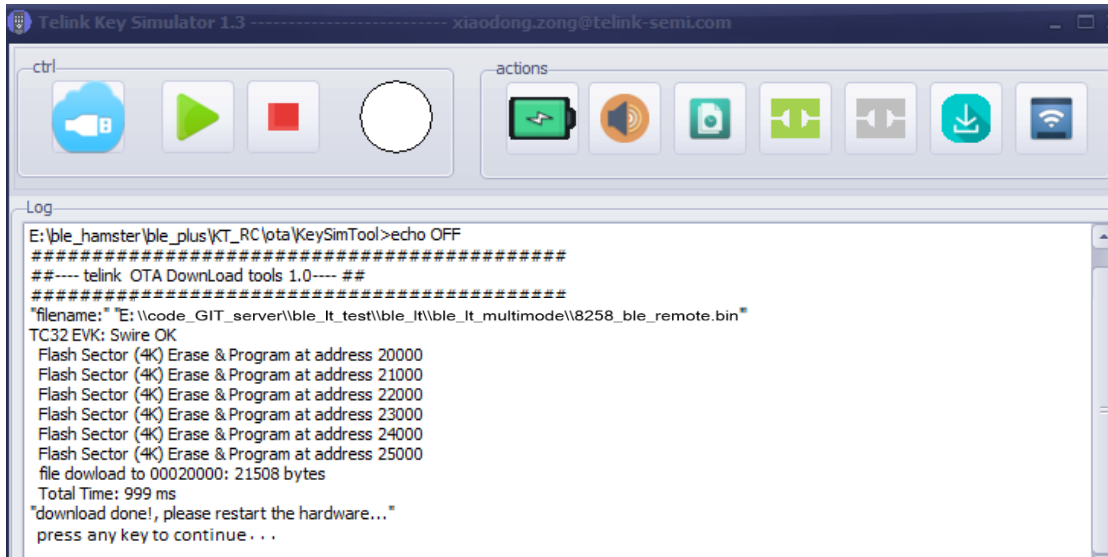 Telink Key Simulator 1.3 ------------------------ xiaodong.zong@telink-semi.com
ctrl
actions
Log
E:\ble_hamster\ble_plus\KT_RC\ota\KeySimTool>echo OFF
############################################
##---- telink  OTA DownLoad tools 1.0---- ##
############################################
"filename:" "E:\\code_GIT_server\\ble_lt_test\\ble_lt\\ble_lt_multimode\\8258_ble_remote.bin"
TC32 EVK: Swire OK
Flash Sector (4K) Erase & Program at address 20000
Flash Sector (4K) Erase & Program at address 21000
Flash Sector (4K) Erase & Program at address 22000
Flash Sector (4K) Erase & Program at address 23000
Flash Sector (4K) Erase & Program at address 24000
Flash Sector (4K) Erase & Program at address 25000
file dowload to 00020000: 21508 bytes
Total Time: 999 ms
"download done!, please restart the hardware..."
press any key to continue . . .